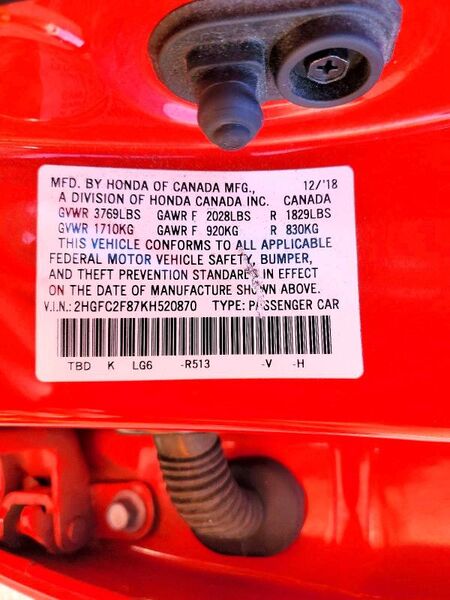 MFD. BY HONDA OF CANADA MFG., 12/'18
A DIVISION OF HONDA CANADA INC. CANADA
GVWR 3769LBS GAWR F 2028LBS R 1829LBS
GVWR 1710KG GAWR F 920KG R 830KG
THIS VEHICLE CONFORMS TO ALL APPLICABLE
FEDERAL MOTOR VEHICLE SAFETY, BUMPER,
AND THEFT PREVENTION STANDARDS IN EFFECT
ON THE DATE OF MANUFACTURE SHOWN ABOVE.
V.I.N.: 2HGFC2F87KH520870 TYPE: PASSENGER CAR
TBD K LG6 -R513 -V -H